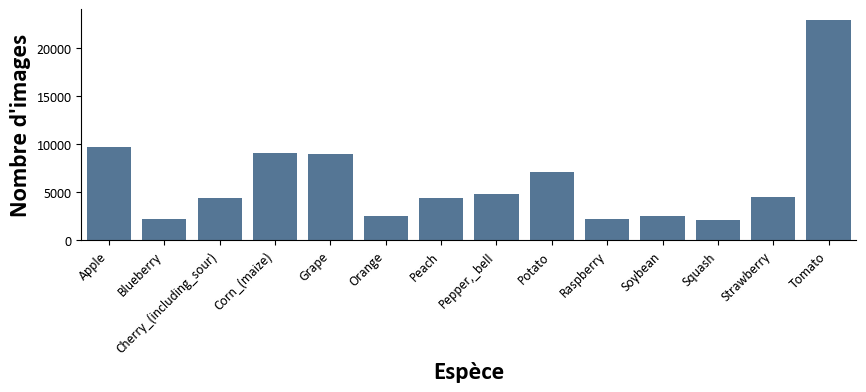 Nombre d'images
20000
15000
10000
5000
0
Apple
Blueberry
Cherry_(including_sour)
Corn_(maize)
Grape
Orange
Peach
Pepper,_bell
Potato
Raspberry
Soybean
Squash
Strawberry
Tomato
Espèce